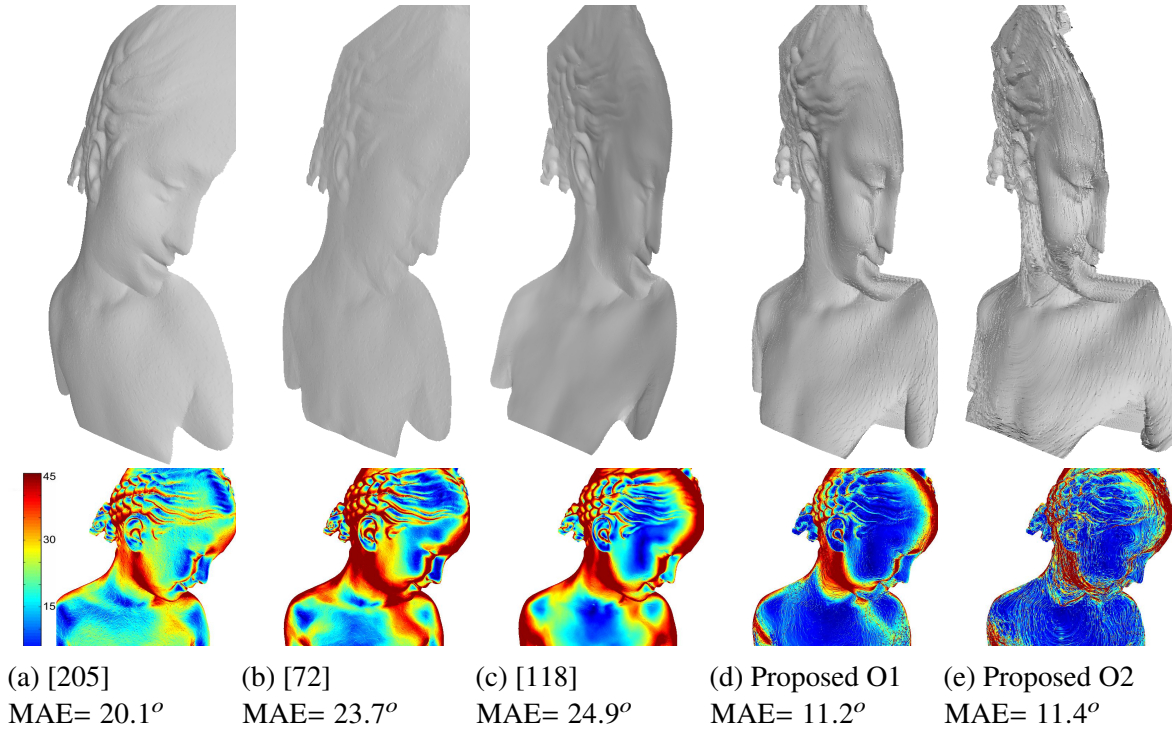 45
30
15
(a) [205]
MAE= 20.1°
(b) [72]
MAE= 23.7°
(c) [118]
MAE= 24.9°
(d) Proposed O1
MAE= 11.2°
(e) Proposed O2
MAE= 11.4°